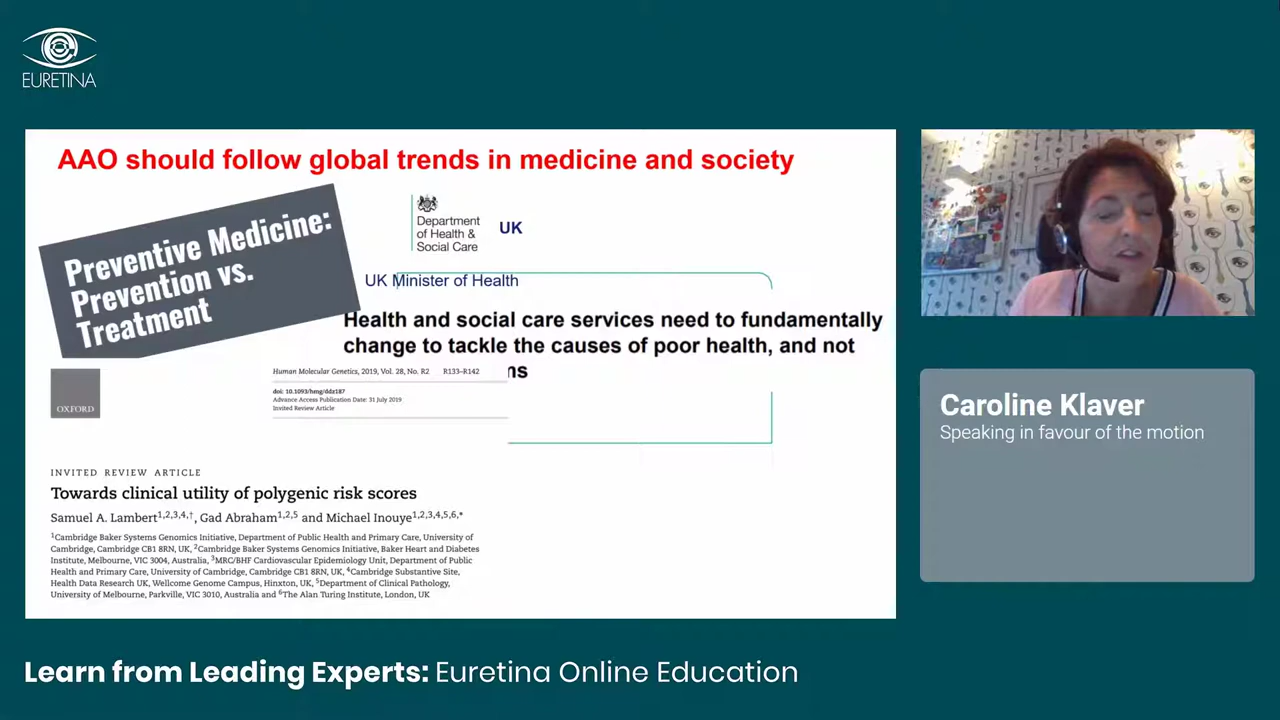 EURETINA
AAO should follow global trends in medicine and society
Preventive Medicine:
Prevention vs.
Treatment
Department
of Health &
Social Care
UK
UK Minister of Health
Health and social care services need to fundamentally
change to tackle the causes of poor health, and not
ns
OXFORD
Human Molecular Genetics, 2019, Vol. 28, No. R2 R133–R142
doi: 10.1093/hmg/ddz187
Advance Access Publication Date: 31 July 2019
Invited Review Article
INVITED REVIEW ARTICLE
Towards clinical utility of polygenic risk scores
Samuel A. Lambert1,2,3,4,†, Gad Abraham1,2,5 and Michael Inouye1,2,3,4,5,6,*
1Cambridge Baker Systems Genomics Initiative, Department of Public Health and Primary Care, University of
Cambridge, Cambridge CB1 8RN, UK, 2Cambridge Baker Systems Genomics Initiative, Baker Heart and Diabetes
Institute, Melbourne, VIC 3004, Australia, 3MRC/BHF Cardiovascular Epidemiology Unit, Department of Public
Health and Primary Care, University of Cambridge, Cambridge CB1 8RN, UK, 4Cambridge Substantive Site,
Health Data Research UK, Wellcome Genome Campus, Hinxton, UK, 5Department of Clinical Pathology,
University of Melbourne, Parkville, VIC 3010, Australia and 6The Alan Turing Institute, London, UK
Caroline Klaver
Speaking in favour of the motion
Learn from Leading Experts: Euretina Online Education